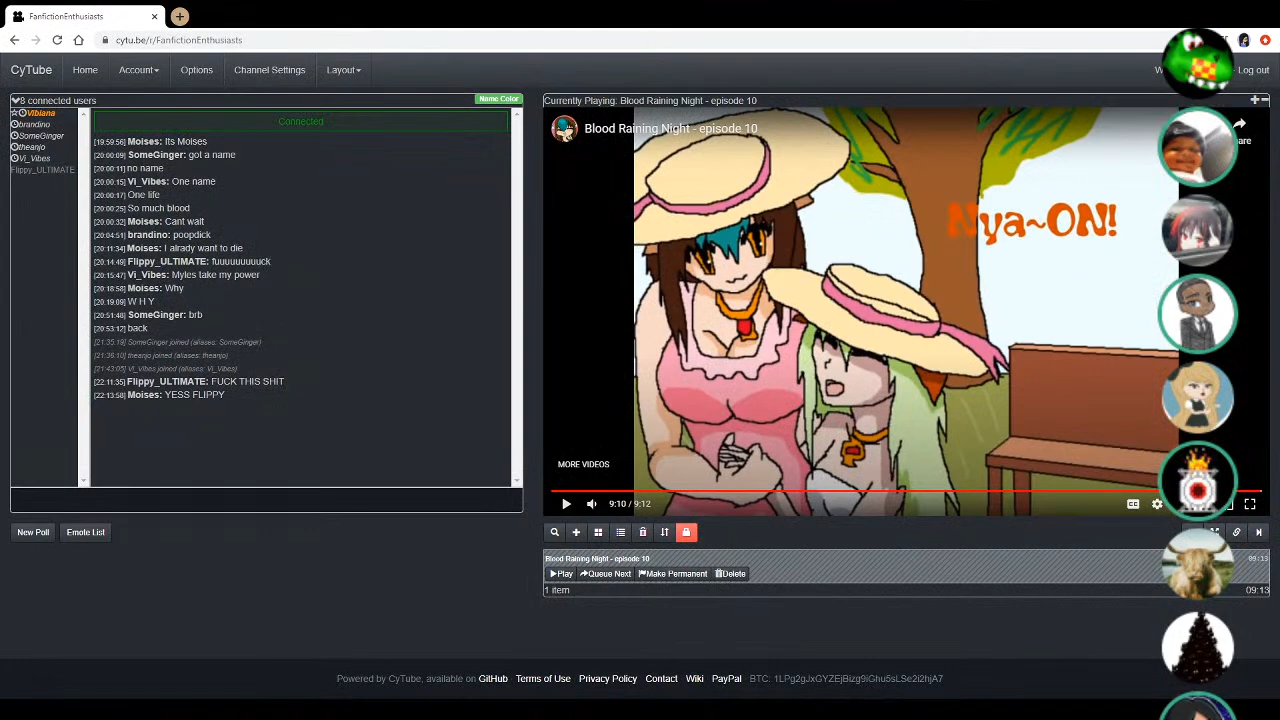 FanfictionEnthusiasts
cytu.be/r/FanfictionEnthusiasts
CyTube Home Account Options Channel Settings Layout Log out
8 connected users Name Color
Vibiana
brandino
SomeGinger
theanjo
Vi_Vibes
Flippy_ULTIMATE
Connected
[19:59:56] Moises: Its Moises
[20:00:09] SomeGinger: got a name
[20:00:11] no name
[20:00:15] Vi_Vibes: One name
[20:00:17] One life
[20:00:25] So much blood
[20:00:32] Moises: Cant wait
[20:04:51] brandino: poopdick
[20:11:34] Moises: I alrady want to die
[20:14:49] Flippy_ULTIMATE: fuuuuuuuuuck
[20:15:47] Vi_Vibes: Myles take my power
[20:18:58] Moises: Why
[20:19:09] W H Y
[20:51:48] SomeGinger: brb
[20:53:12] back
[21:35:19] SomeGinger joined (aliases: SomeGinger)
[21:36:10] theanjo joined (aliases: theanjo)
[21:43:05] Vi_Vibes joined (aliases: Vi_Vibes)
[22:11:35] Flippy_ULTIMATE: FUCK THIS SHIT
[22:13:58] Moises: YESS FLIPPY
New Poll Emote List
Currently Playing: Blood Raining Night - episode 10
Blood Raining Night - episode 10
Nya~ON!
MORE VIDEOS
9:10 / 9:12
Blood Raining Night - episode 10
Play Queue Next Make Permanent Delete
1 item 09:13
Powered by CyTube, available on GitHub Terms of Use Privacy Policy Contact Wiki PayPal BTC: 1LPg2gJxGYZEjBizg9iGhu5sLSe2i2hjA7